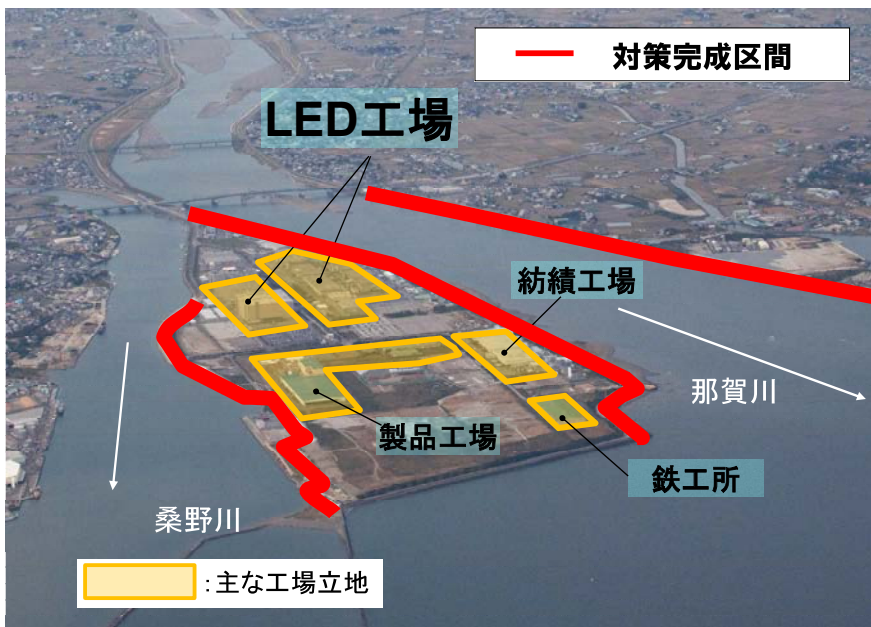 対策完成区間
LED工場
紡績工場
那賀川
製品工場
鉄工所
桑野川
：主な工場立地